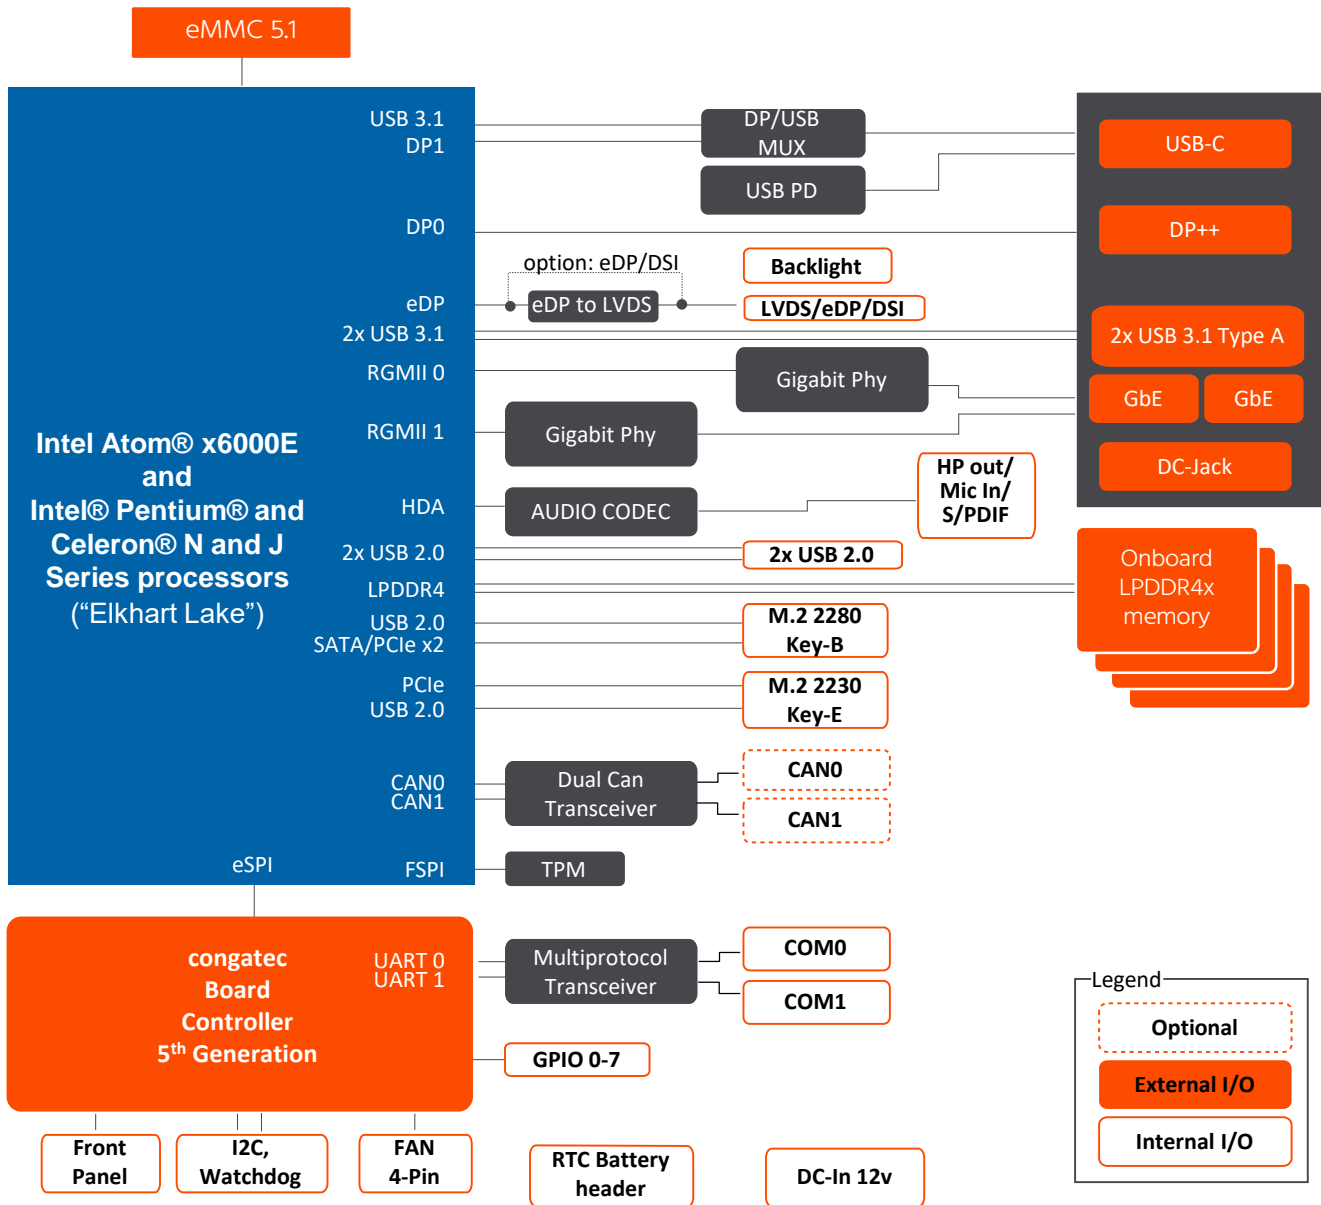 eMMC 5.1
USB 3.1
DP1
DP/USB
MUX
USB PD
USB-C
DP0
DP++
option: eDP/DSI
Backlight
eDP
eDP to LVDS
LVDS/eDP/DSI
2x USB 3.1
2x USB 3.1 Type A
RGMII 0
Gigabit Phy
GbE
GbE
RGMII 1
Gigabit Phy
DC-Jack
Intel Atom® x6000E
and
Intel® Pentium® and
Celeron® N and J
Series processors
("Elkhart Lake")
HDA
AUDIO CODEC
HP out/
Mic In/
S/PDIF
2x USB 2.0
2x USB 2.0
LPDDR4
Onboard
LPDDR4x
memory
USB 2.0
SATA/PCIe x2
M.2 2280
Key-B
PCIe
USB 2.0
M.2 2230
Key-E
CAN0
CAN1
Dual Can
Transceiver
CAN0
CAN1
eSPI
FSPI
TPM
congatec
Board
Controller
5th Generation
UART 0
UART 1
Multiprotocol
Transceiver
COM0
COM1
GPIO 0-7
Legend
Optional
External I/O
Internal I/O
Front
Panel
I2C,
Watchdog
FAN
4-Pin
RTC Battery
header
DC-In 12v